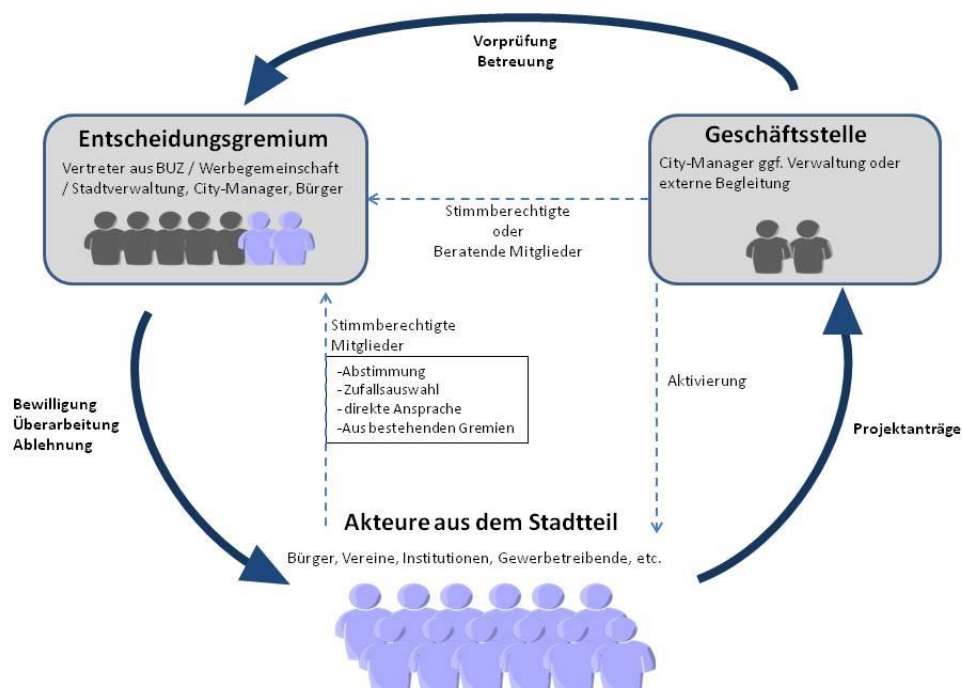 Vorprüfung
Betreuung
Entscheidungsgremium
Vertreter aus BUZ / Werbegemeinschaft
/ Stadtverwaltung, City-Manager, Bürger
Geschäftsstelle
City-Manager ggf. Verwaltung oder
externe Begleitung
Stimmberechtigte
oder
Beratende Mitglieder
Stimmberechtigte
Mitglieder
-Abstimmung
-Zufallsauswahl
-direkte Ansprache
-Aus bestehenden Gremien
Aktivierung
Bewilligung
Überarbeitung
Ablehnung
Projektanträge
Akteure aus dem Stadtteil
Bürger, Vereine, Institutionen, Gewerbetreibende, etc.